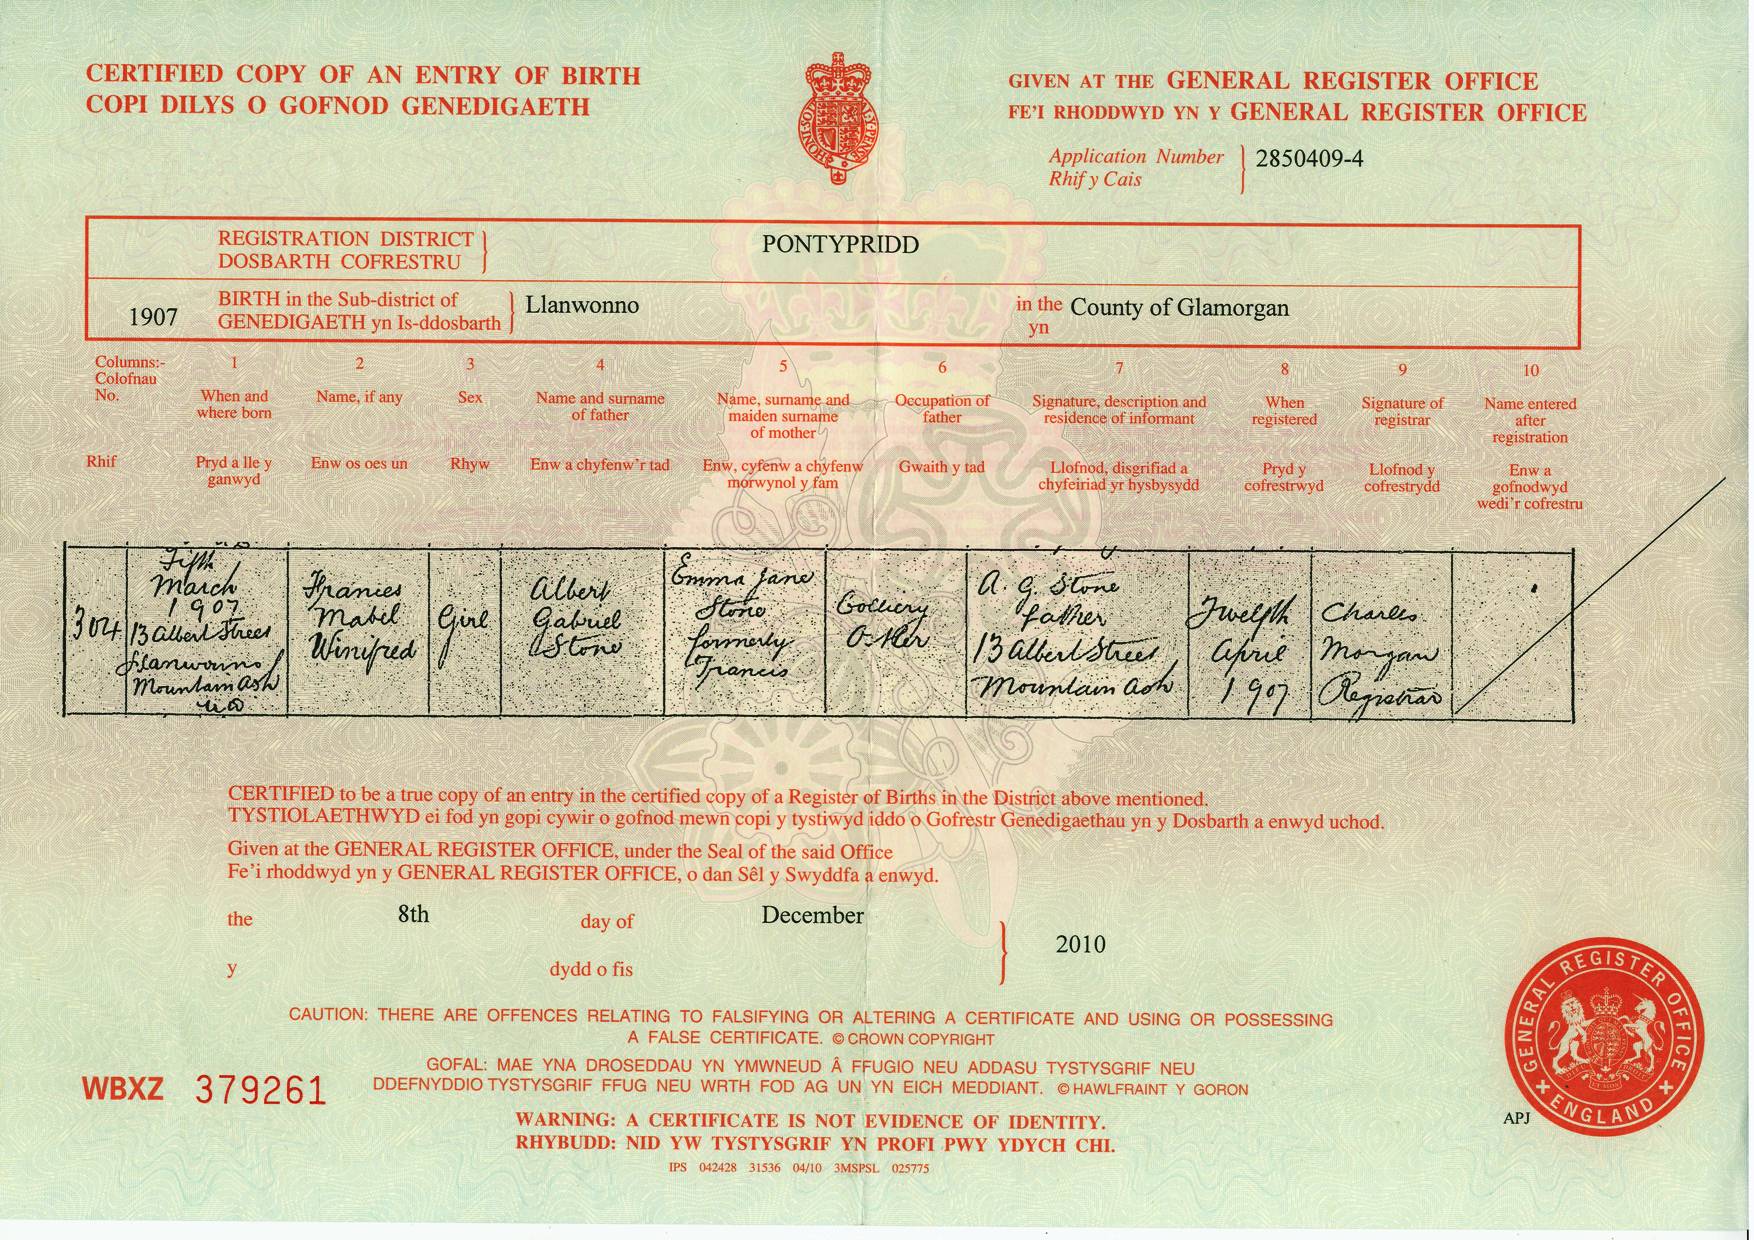 CERTIFIED COPY OF AN ENTRY OF BIRTH
COPI DILYS O GOFNOD GENEDIGAETH
GIVEN AT THE GENERAL REGISTER OFFICE
FE'I RHODDWYD YN Y GENERAL REGISTER OFFICE
Application Number
Rhif y Cais
2850409-4
REGISTRATION DISTRICT
DOSBARTH COFRESTRU
PONTYPRIDD
1907
BIRTH in the Sub-district of
GENEDIGAETH yn Is-ddosbarth
Llanwonno
in the
yn
County of Glamorgan
Columns:-
Colofnau
No.
Rhif
1
When and
where born
Pryd a lle y
ganwyd
2
Name, if any
Enw os oes un
3
Sex
Rhyw
4
Name and surname
of father
Enw a chyfenw'r tad
5
Name, surname and
maiden surname
of mother
Enw, cyfenw a chyfenw
morwynol y fam
6
Occupation of
father
Gwaith y tad
7
Signature, description and
residence of informant
Llofnod, disgrifiad a
chyfeiriad yr hysbysydd
8
When
registered
Pryd y
cofrestrwyd
9
Signature of
registrar
Llofnod y
cofrestrydd
10
Name entered
after
registration
Enw a
gofnodwyd
wedi'r cofrestru
304
Fifth
March
1907
13 Albert Street
Llanwonno
Mountain Ash
Frances
Mabel
Winifred
Girl
Albert
Gabriel
Stone
Emma Jane
Stone
formerly
Francis
Colliery
Ostler
A. G. Stone
father
13 Albert Street
Mountain Ash
Twelfth
April
1907
Charles
Morgan
Registrar
CERTIFIED to be a true copy of an entry in the certified copy of a Register of Births in the District above mentioned.
TYSTIOLAETHWYD ei fod yn gopi cywir o gofnod mewn copi y tystiwyd iddo o Gofrestr Genedigaethau yn y Dosbarth a enwyd uchod.
Given at the GENERAL REGISTER OFFICE, under the Seal of the said Office
Fe'i rhoddwyd yn y GENERAL REGISTER OFFICE, o dan Sêl y Swyddfa a enwyd.
the 8th day of December
2010
y dydd o fis
CAUTION: THERE ARE OFFENCES RELATING TO FALSIFYING OR ALTERING A CERTIFICATE AND USING OR POSSESSING
A FALSE CERTIFICATE. © CROWN COPYRIGHT
GOFAL: MAE YNA DROSEDDAU YN YMWNEUD Â FFUGIO NEU ADDASU TYSTYSGRIF NEU
DDEFNYDDIO TYSTYSGRIF FFUG NEU WRTH FOD AG UN YN EICH MEDDIANT. © HAWLFRAINT Y GORON
WBXZ 379261
WARNING: A CERTIFICATE IS NOT EVIDENCE OF IDENTITY.
RHYBUDD: NID YW TYSTYSGRIF YN PROFI PWY YDYCH CHI.
IPS 042428 31536 04/10 3MSPSL 025775
GENERAL REGISTER OFFICE
ENGLAND
APJ